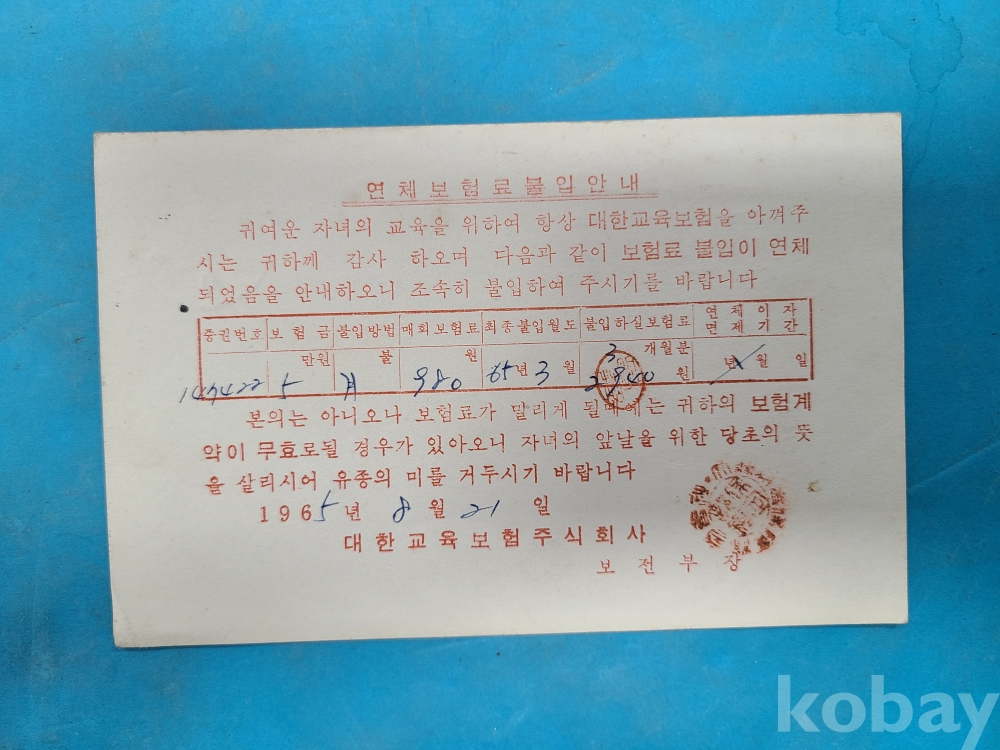 연체보험료불입안내
귀여운 자녀의 교육을 위하여 항상 대한교육보험을 아껴주
시는 귀하께 감사 하오며 다음과 같이 보험료 불입이 연체
되었음을 안내하오니 조속히 불입하여 주시기를 바랍니다
증권번호 보험금 불입방법 매회보험료 최종불입월도 불입하실보험료 연체이자
면제기간
만원 불 원 3 개월분
5 月 980 65년 3월 2940 원 년 월 일
본의는 아니오나 보험료가 밀리게 될때에는 귀하의 보험계
약이 무효로될 경우가 있아오니 자녀의 앞날을 위한 당초의 뜻
을 살리시어 유종의 미를 거두시기 바랍니다
1965년 8월 21일
대한교육보험주식회사
보전부장
kobay